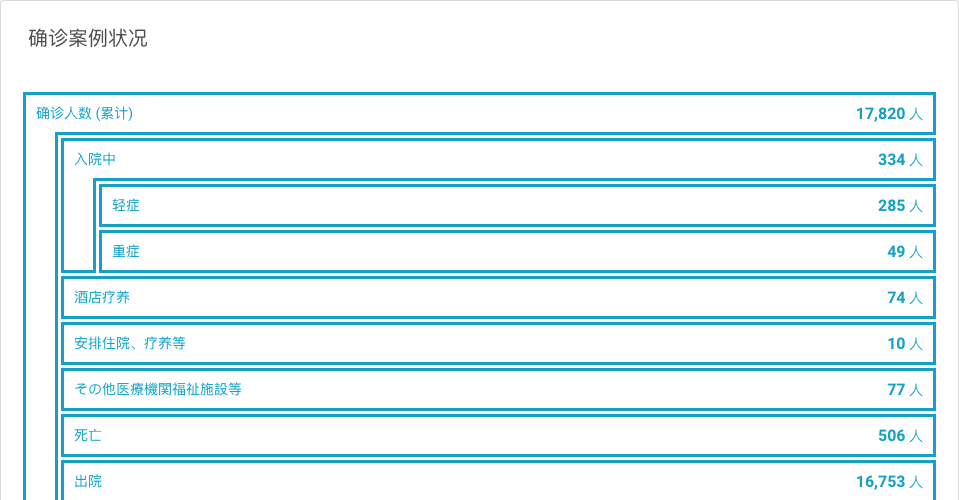 确诊案例状况
确诊人数 (累计) 17,820 人
入院中 334 人
轻症 285 人
重症 49 人
酒店疗养 74 人
安排住院、疗养等 10 人
その他医療機関福祉施設等 77 人
死亡 506 人
出院 16,753 人